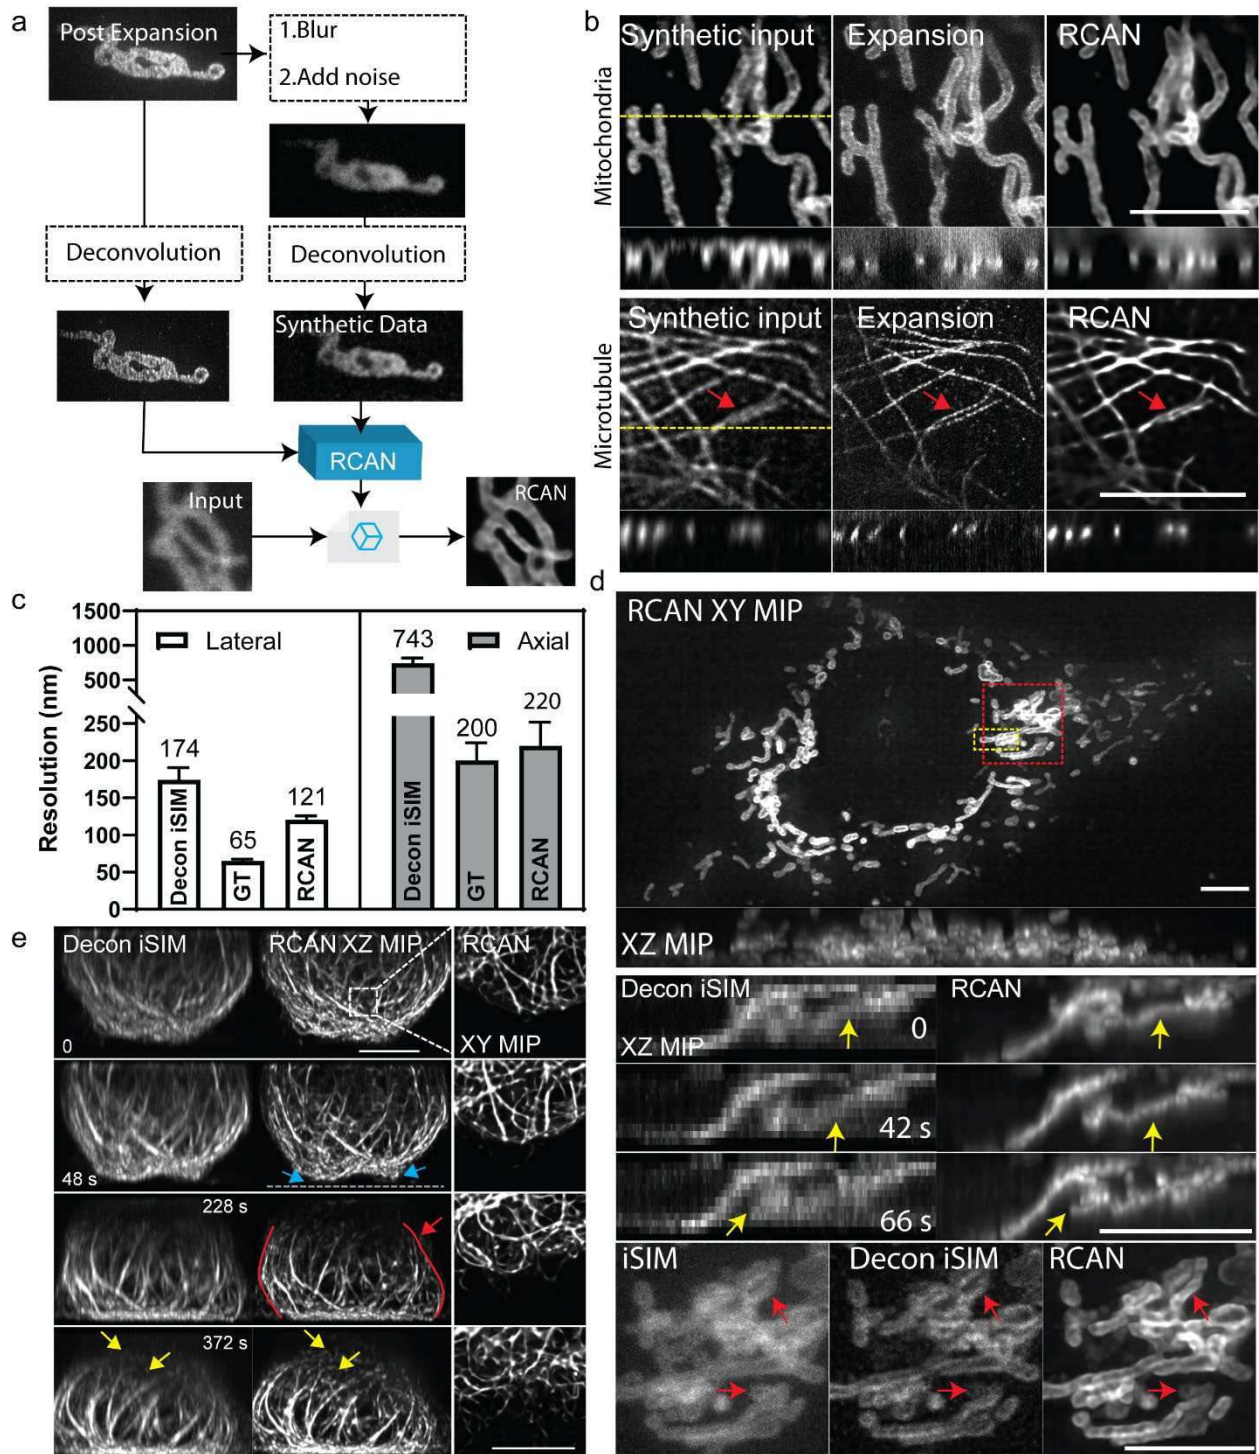 a
Post Expansion
1.Blur
2.Add noise
Deconvolution
Deconvolution
Synthetic Data
RCAN
Input
RCAN
b
Synthetic input
Expansion
RCAN
Mitochondria
Synthetic input
Expansion
RCAN
Microtubule
c
Resolution (nm)
1500
1000
500
250
200
150
100
50
0
Lateral
Axial
174
65
121
743
200
220
Decon iSIM
GT
RCAN
Decon iSIM
GT
RCAN
d
RCAN XY MIP
XZ MIP
Decon iSIM
RCAN
XZ MIP
0
42 s
66 s
iSIM
Decon iSIM
RCAN
e
Decon iSIM
RCAN XZ MIP
RCAN
0
XY MIP
48 s
228 s
372 s